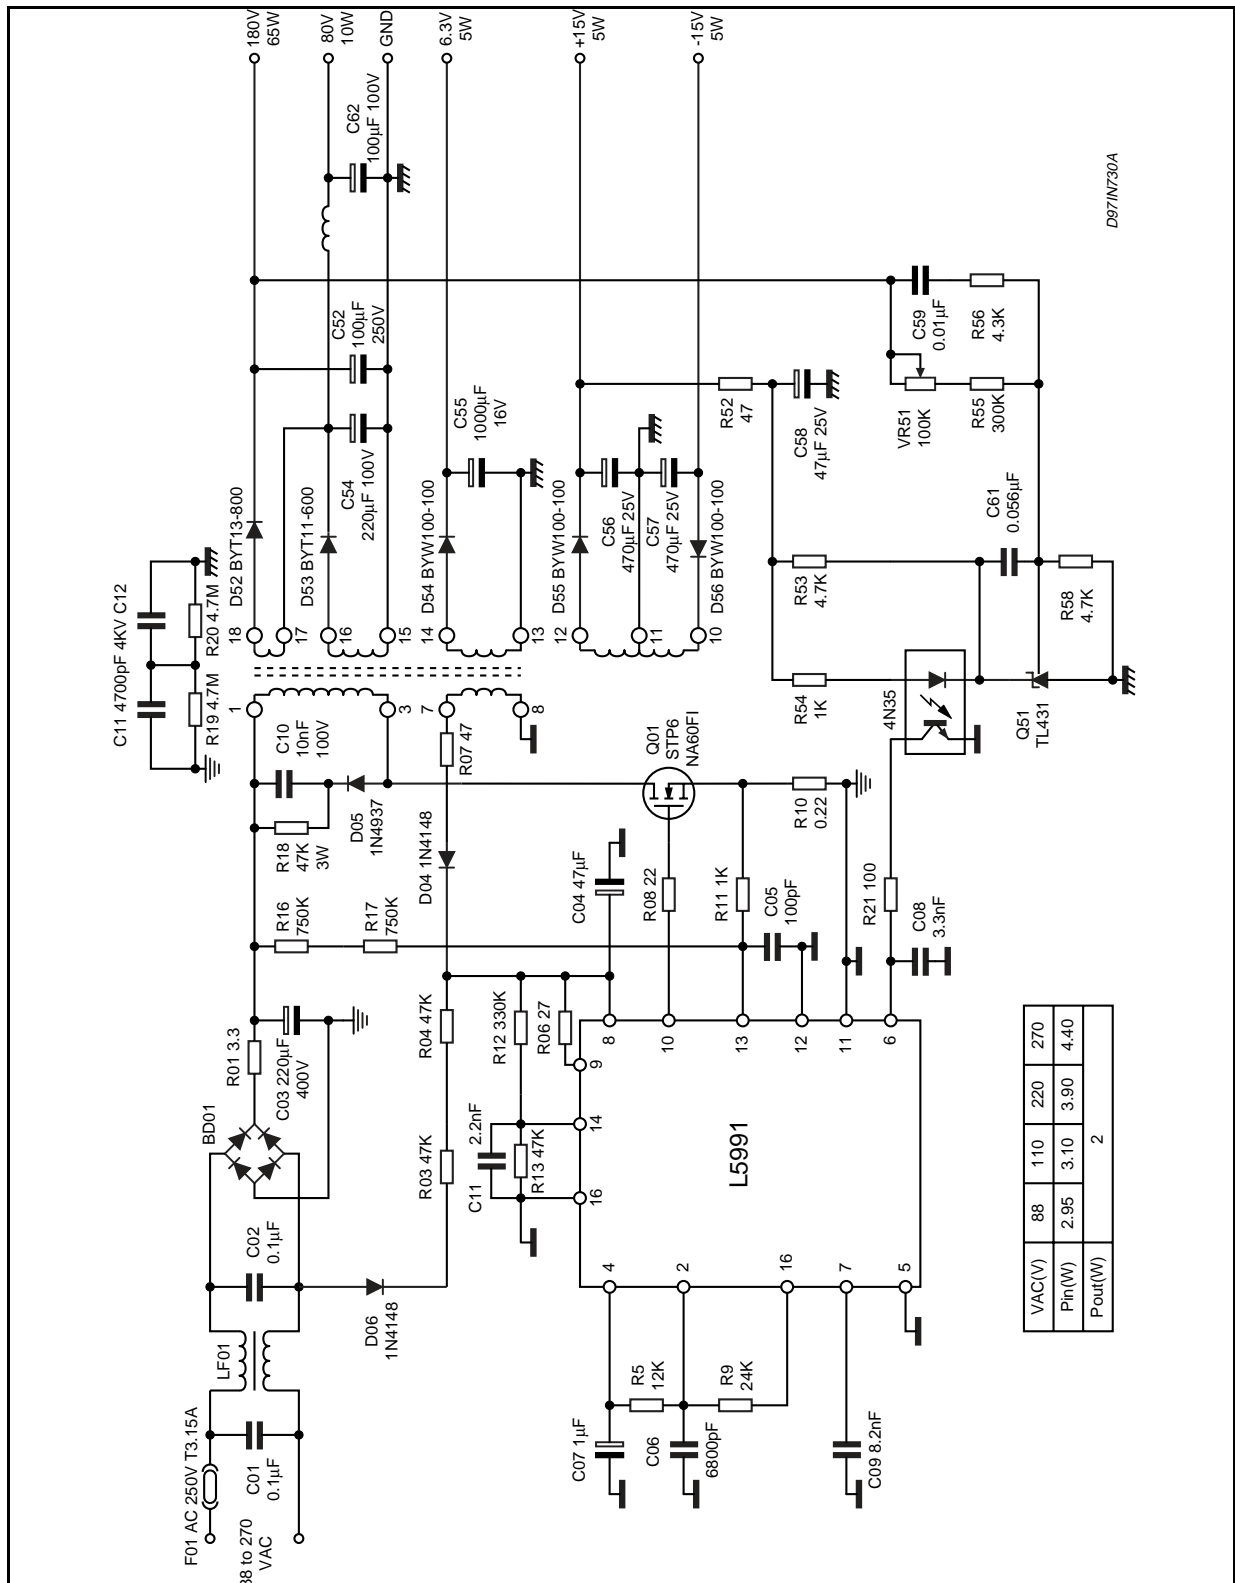 F01 AC 250V T3.15A
88 to 270
VAC
C01
0.1µF
LF01
C02
0.1µF
D06
1N4148
BD01
R01 3.3
C03 220µF
400V
R03 47K
R04 47K
R16
750K
R17
750K
R18
47K
3W
C10
10nF
100V
D05
1N4937
D04 1N4148
R07 47
C11 4700pF 4KV C12
R19 4.7M
R20 4.7M
1
3
7
8
18
17
16
15
14
13
12
11
10
D52 BYT13-800
D53 BYT11-600
C54
220µF 100V
C52
100µF
250V
C62
100µF 100V
D54 BYW100-100
C55
1000µF
16V
D55 BYW100-100
C56
470µF 25V
C57
470µF 25V
D56 BYW100-100
180V
65W
80V
10W
GND
6.3V
5W
+15V
5W
-15V
5W
C11
2.2nF
R13 47K
R12 330K
R06 27
C04 47µF
R08 22
Q01
STP6
NA60FI
R11 1K
R10
0.22
C05
100pF
R21 100
C08
3.3nF
L5991
16
14
9
8
10
13
12
11
6
4
2
16
7
5
C07 1µF
R5
12K
C06
6800pF
R9
24K
C09 8.2nF
R52
47
C58
47µF 25V
R54
1K
R53
4.7K
4N35
Q51
TL431
R58
4.7K
C61
0.056µF
VR51
100K
R55
300K
C59
0.01µF
R56
4.3K
VAC(V) 88 110 220 270
Pin(W) 2.95 3.10 3.90 4.40
Pout(W) 2
D97IN730A